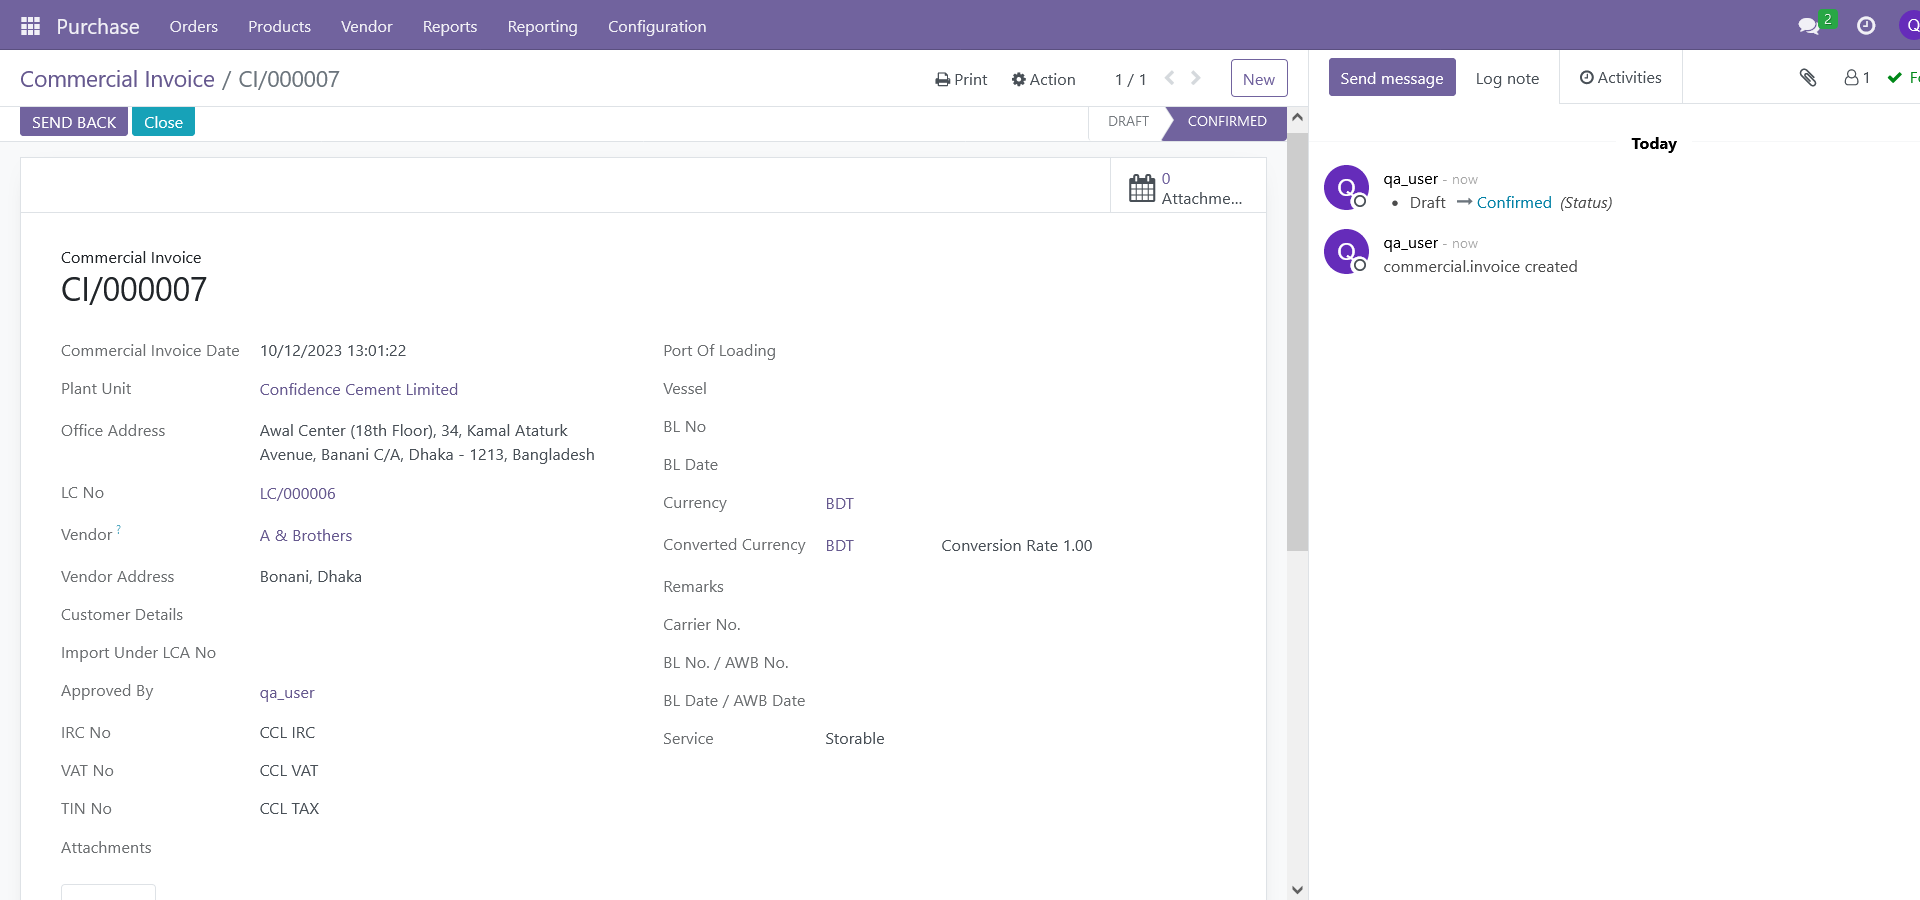 Purchase Orders Products Vendor Reports Reporting Configuration 2 Q
Commercial Invoice / CI/000007 Print Action 1 / 1 New
Send message Log note Activities 1
SEND BACK Close DRAFT CONFIRMED
0
Attachme...
Commercial Invoice
CI/000007
Commercial Invoice Date 10/12/2023 13:01:22
Plant Unit Confidence Cement Limited
Office Address Awal Center (18th Floor), 34, Kamal Ataturk
Avenue, Banani C/A, Dhaka - 1213, Bangladesh
LC No LC/000006
Vendor ? A & Brothers
Vendor Address Bonani, Dhaka
Customer Details
Import Under LCA No
Approved By qa_user
IRC No CCL IRC
VAT No CCL VAT
TIN No CCL TAX
Attachments
Port Of Loading
Vessel
BL No
BL Date
Currency BDT
Converted Currency BDT Conversion Rate 1.00
Remarks
Carrier No.
BL No. / AWB No.
BL Date / AWB Date
Service Storable
Today
Q qa_user - now
• Draft → Confirmed (Status)
Q qa_user - now
commercial.invoice created